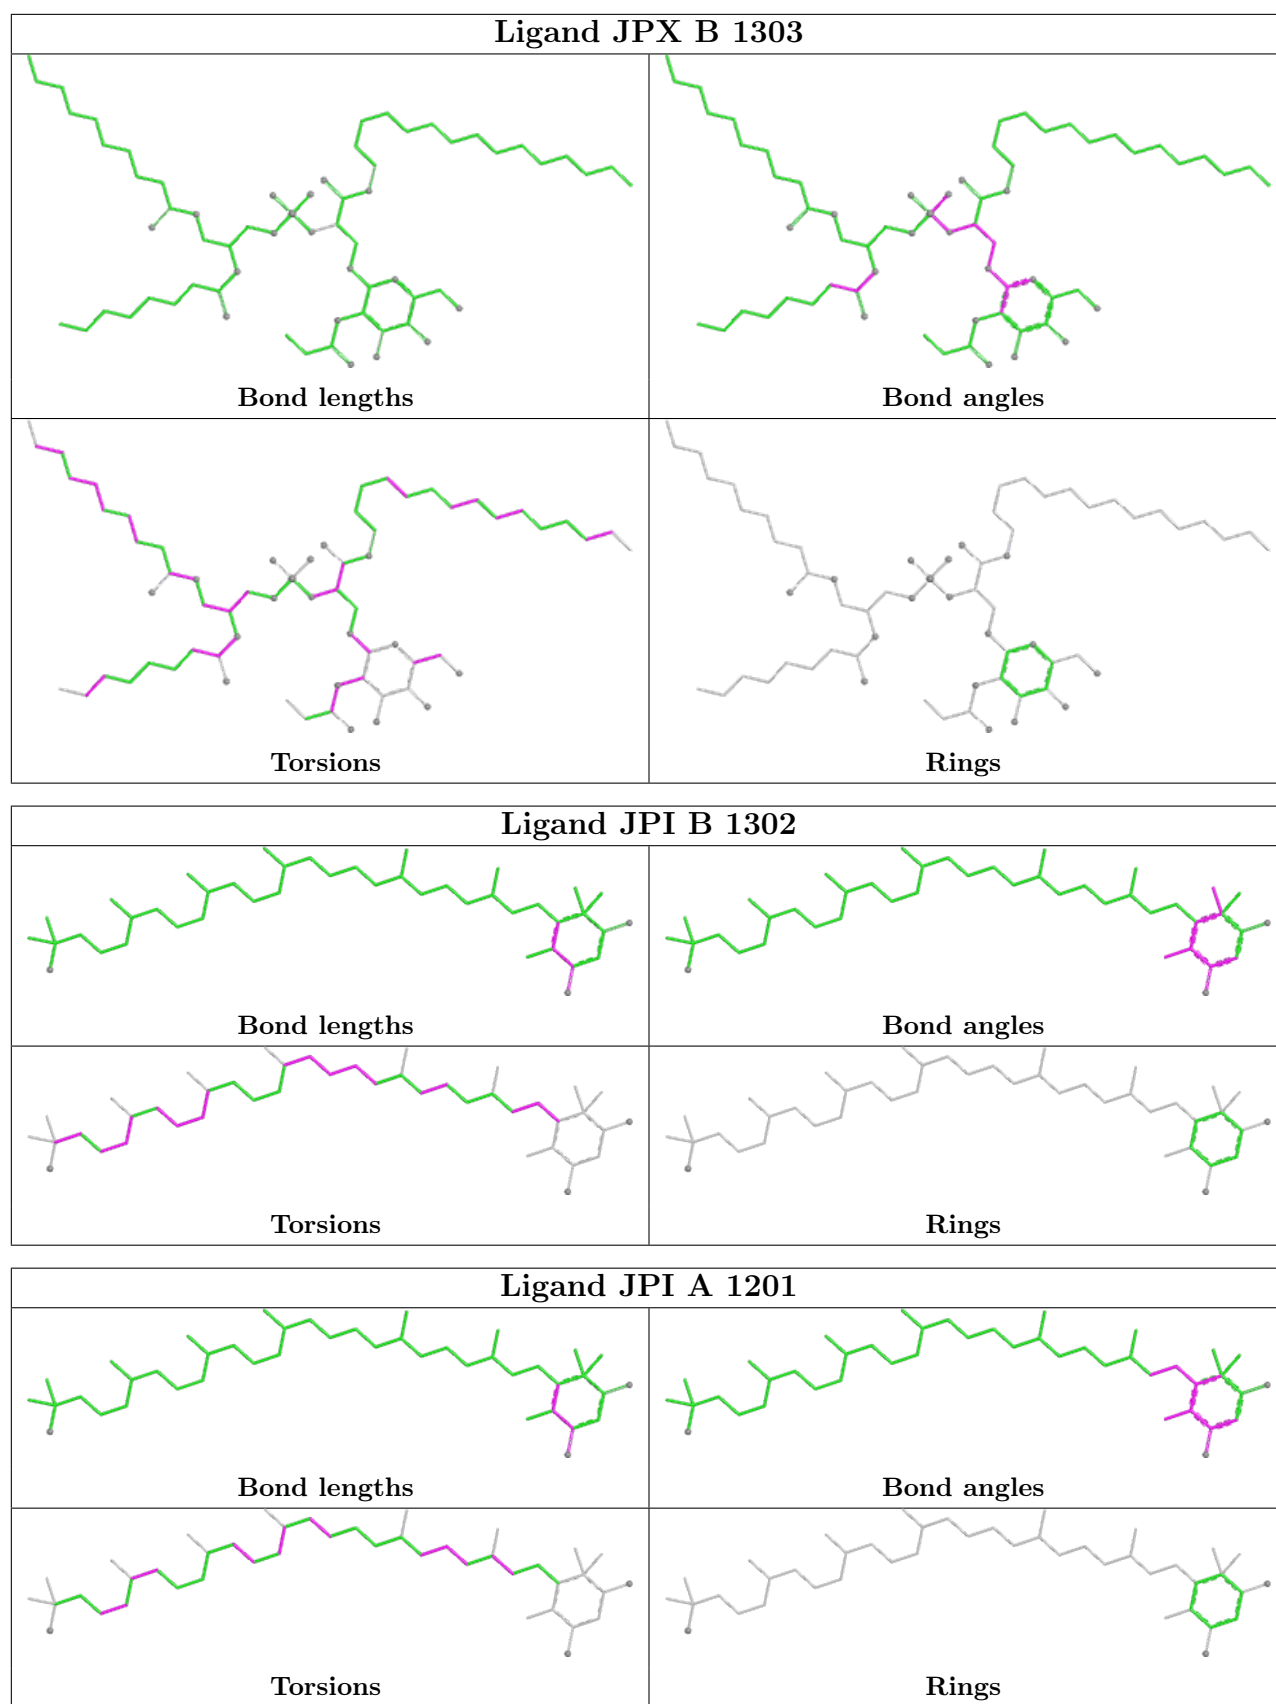 Ligand JPX B 1303
Bond lengths
Bond angles
Torsions
Rings
Ligand JPI B 1302
Bond lengths
Bond angles
Torsions
Rings
Ligand JPI A 1201
Bond lengths
Bond angles
Torsions
Rings